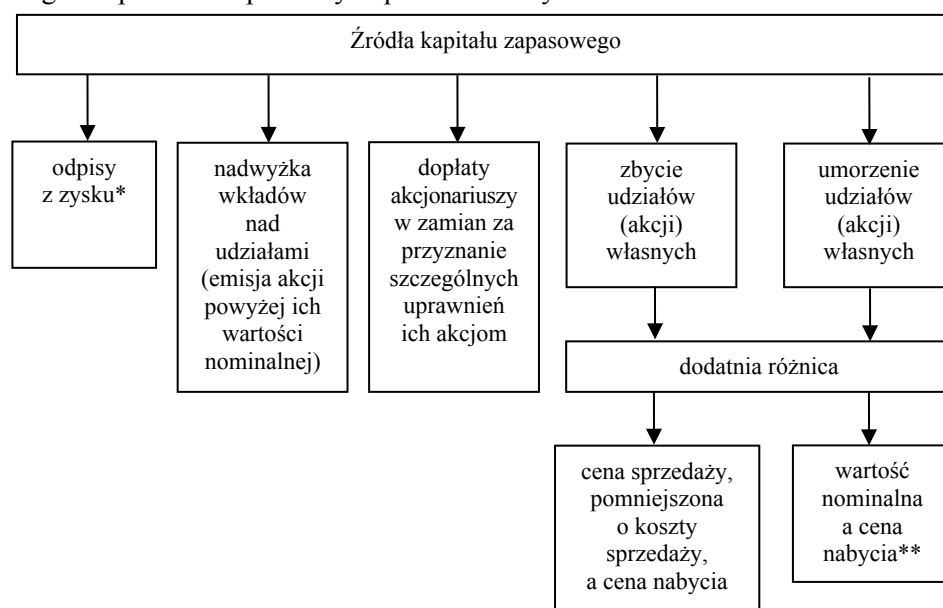 Źródła kapitału zapasowego
odpisy
z zysku*
nadwyżka
wkładów
nad
udziałami
(emisja akcji
powyżej ich
wartości
nominalnej)
dopłaty
akcjonariuszy
w zamian za
przyznanie
szczególnych
uprawnień
ich akcjom
zbycie
udziałów
(akcji)
własnych
umorzenie
udziałów
(akcji)
własnych
dodatnia różnica
cena sprzedaży,
pomniejszona
o koszty
sprzedaży,
a cena nabycia
wartość
nominalna
a cena
nabycia**